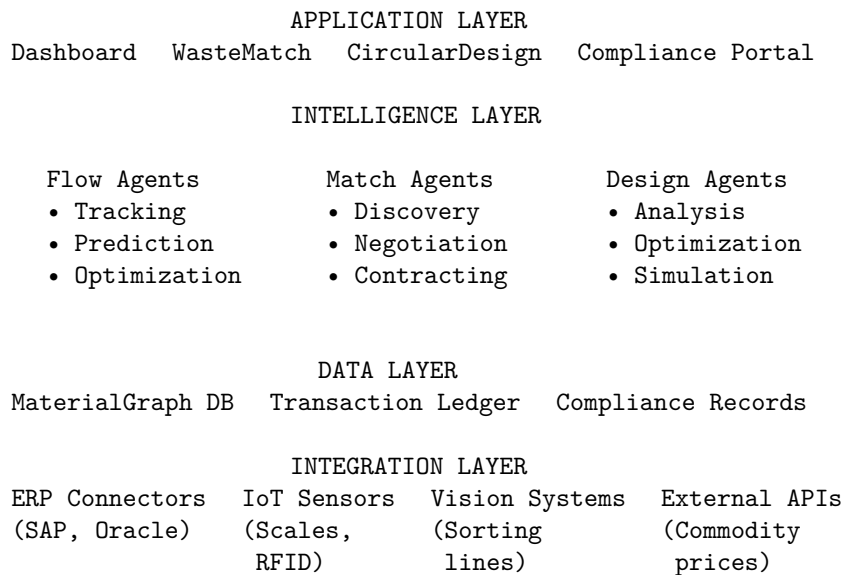 APPLICATION LAYER
Dashboard WasteMatch CircularDesign Compliance Portal
INTELLIGENCE LAYER
Flow Agents Match Agents Design Agents
• Tracking • Discovery • Analysis
• Prediction • Negotiation • Optimization
• Optimization • Contracting • Simulation
DATA LAYER
MaterialGraph DB Transaction Ledger Compliance Records
INTEGRATION LAYER
ERP Connectors IoT Sensors Vision Systems External APIs
(SAP, Oracle) (Scales, (Sorting (Commodity
RFID) lines) prices)